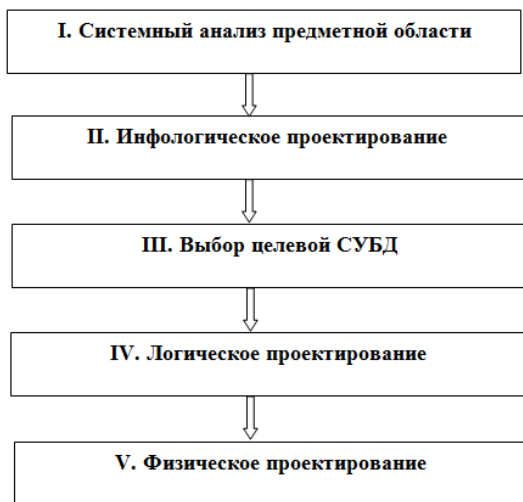 I. Системный анализ предметной области
II. Инфологическое проектирование
III. Выбор целевой СУБД
IV. Логическое проектирование
V. Физическое проектирование